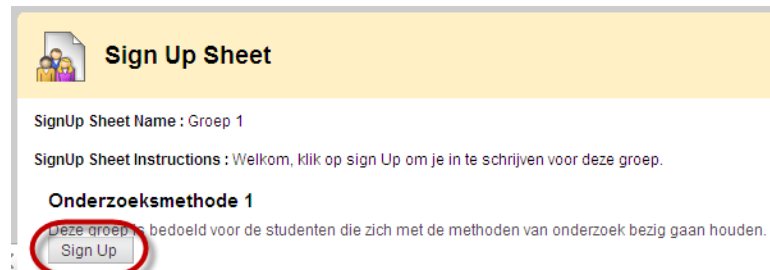 Sign Up Sheet
SignUp Sheet Name : Groep 1
SignUp Sheet Instructions : Welkom, klik op sign Up om je in te schrijven voor deze groep.
Onderzoeksmethode 1
Deze groep is bedoeld voor de studenten die zich met de methoden van onderzoek bezig gaan houden.
Sign Up